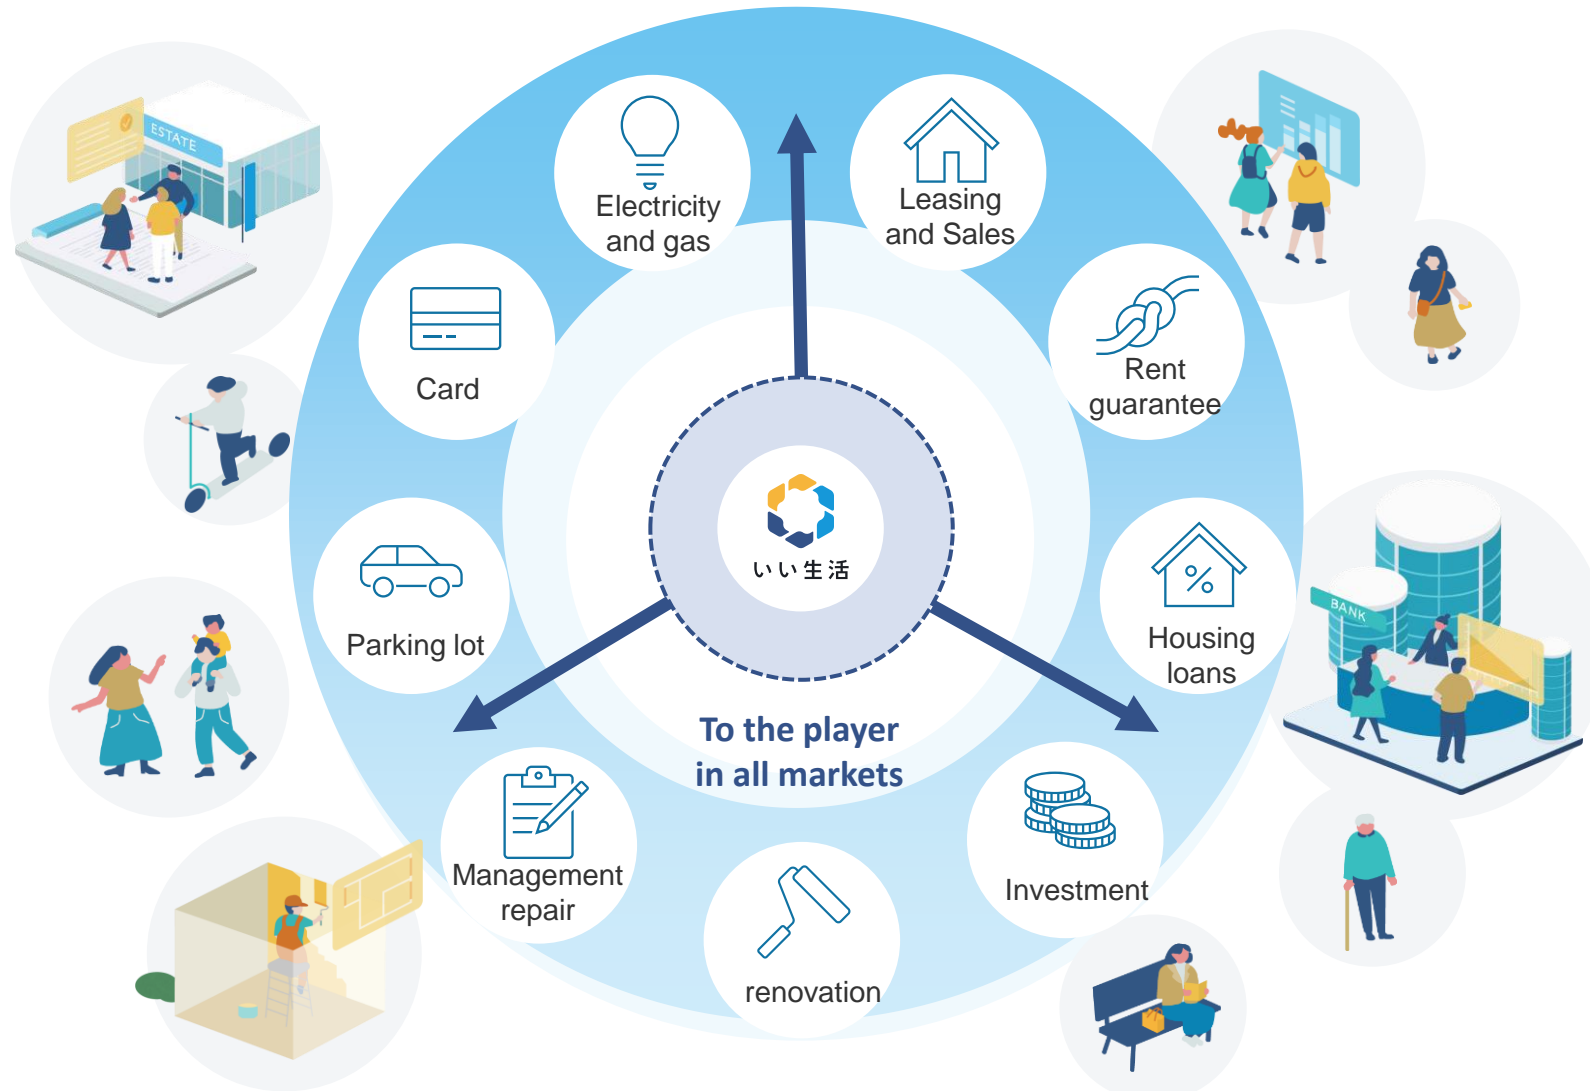 ESTATE
Electricity
and gas
Leasing
and Sales
Card
Rent
guarantee
いい生活
Parking lot
Housing
loans
BANK
To the player
in all markets
Management
repair
Investment
renovation